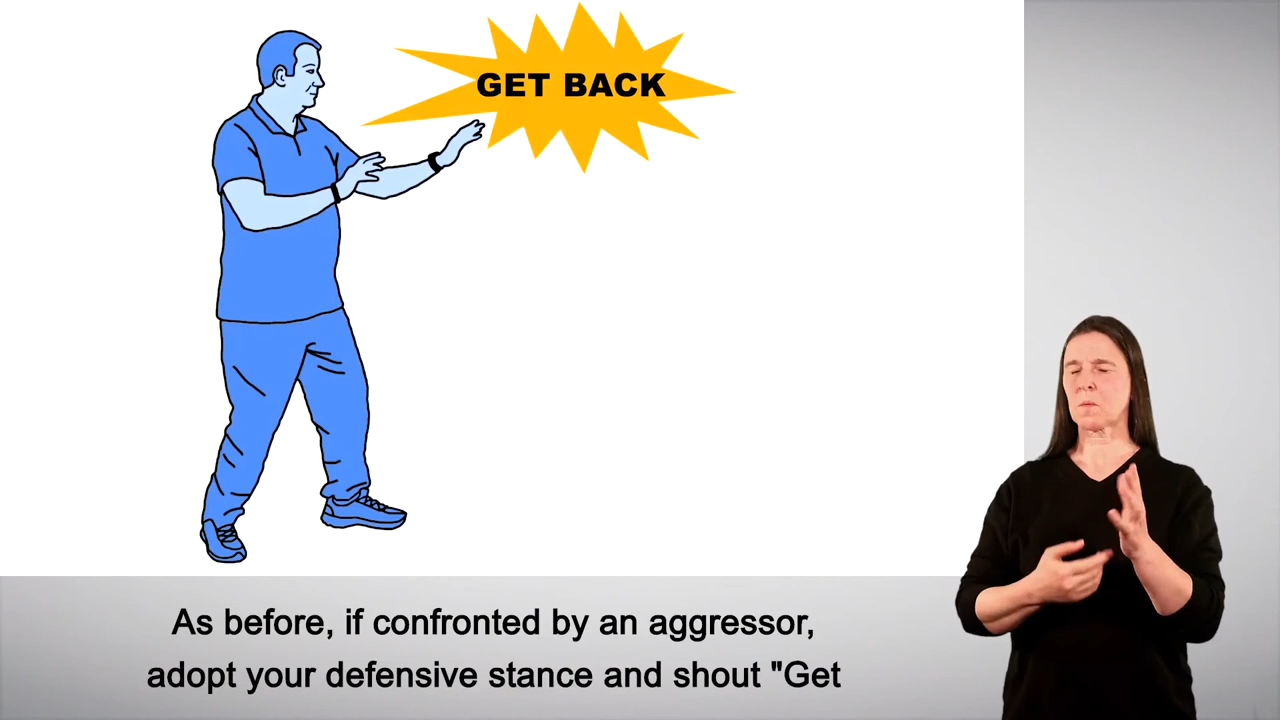 GET BACK
As before, if confronted by an aggressor,
adopt your defensive stance and shout "Get